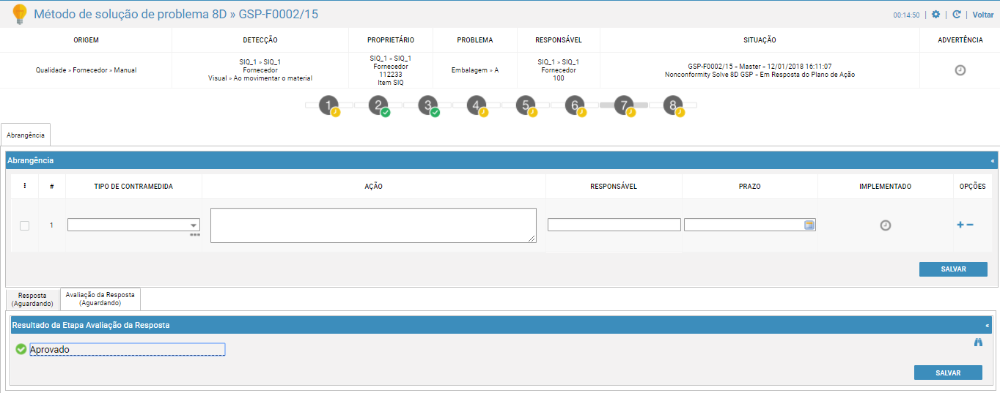 Método de solução de problema 8D » GSP-F0002/15
00:14:50 | | | Voltar
ORIGEM DETECÇÃO PROPRIETÁRIO PROBLEMA RESPONSÁVEL SITUAÇÃO ADVERTÊNCIA
Qualidade » Fornecedor » Manual
SIQ_1 » SIQ_1
Fornecedor
Visual » Ao movimentar o material
SIQ_1 » SIQ_1
Fornecedor
112233
Item SIQ
Embalagem » A
SIQ_1 » SIQ_1
Fornecedor
100
GSP-F0002/15 » Master » 12/01/2018 16:11:07
Nonconformity Solve 8D GSP » Em Resposta do Plano de Ação
1 2 3 4 5 6 7 8
Abrangência
Abrangência «
# TIPO DE CONTRAMEDIDA AÇÃO RESPONSÁVEL PRAZO IMPLEMENTADO OPÇÕES
1
SALVAR
Resposta
(Aguardando)
Avaliação da Resposta
(Aguardando)
Resultado da Etapa Avaliação da Resposta «
Aprovado
SALVAR